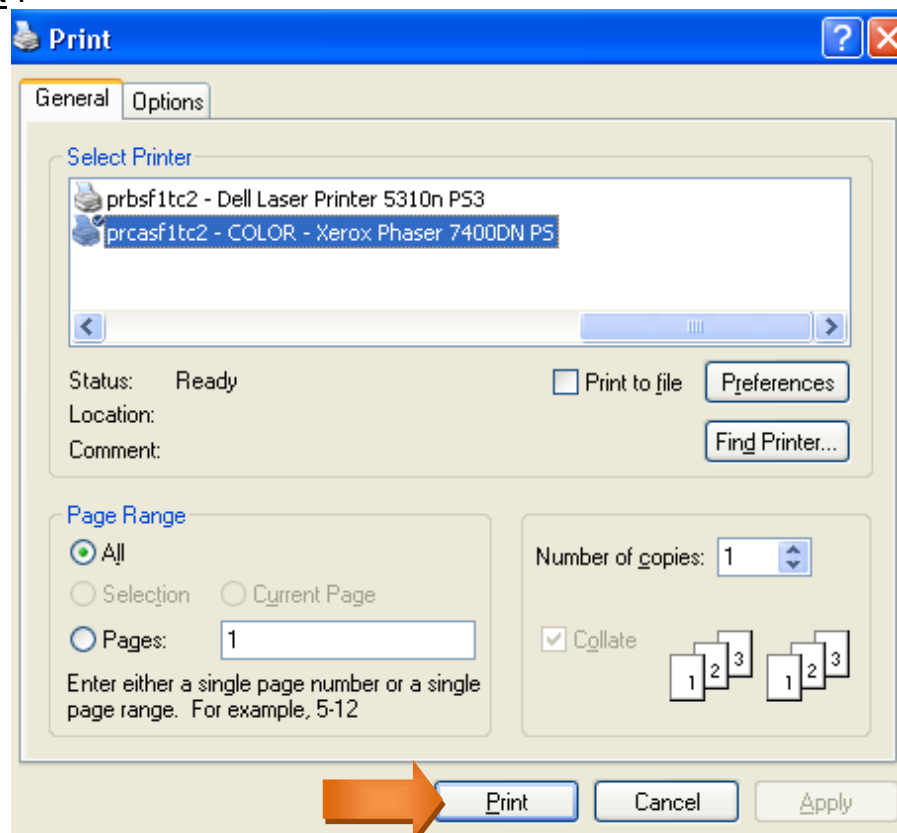 Print
General Options
Select Printer
prbsf1tc2 - Dell Laser Printer 5310n PS3
prcasf1tc2 - COLOR - Xerox Phaser 7400DN PS
Status: Ready
Print to file Preferences
Location:
Comment:
Find Printer...
Page Range
All
Selection Current Page
Pages: 1
Enter either a single page number or a single
page range. For example, 5-12
Number of copies: 1
Collate
1 2 3 1 2 3
Print Cancel Apply